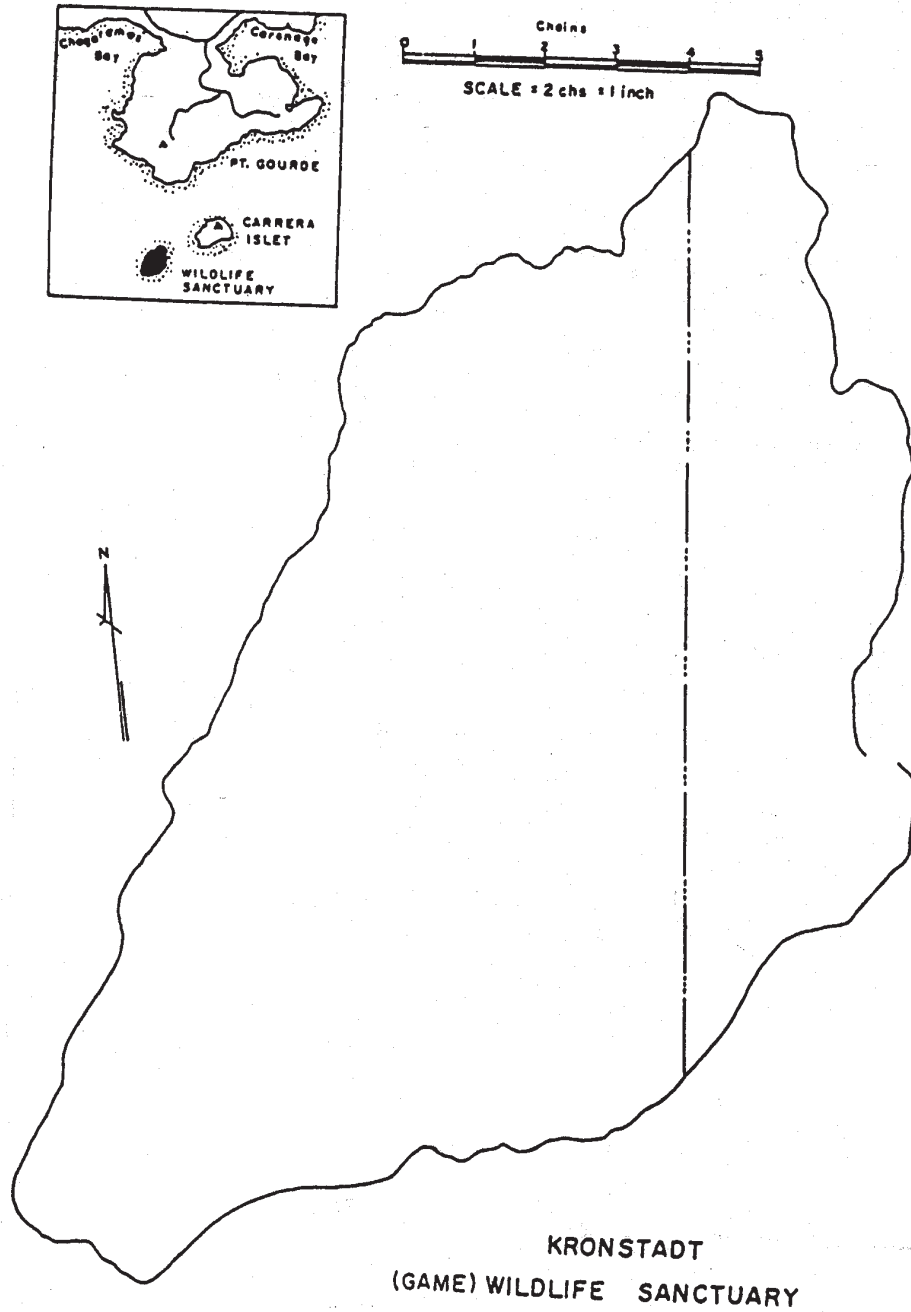 Chaguaramas
Bay
Carenage
Bay
PT. GOURDE
CARRERA
ISLET
WILDLIFE
SANCTUARY
Chains
0 1 2 3 4 5
SCALE = 2 chs = 1 inch
N
KRONSTADT
(GAME) WILDLIFE SANCTUARY